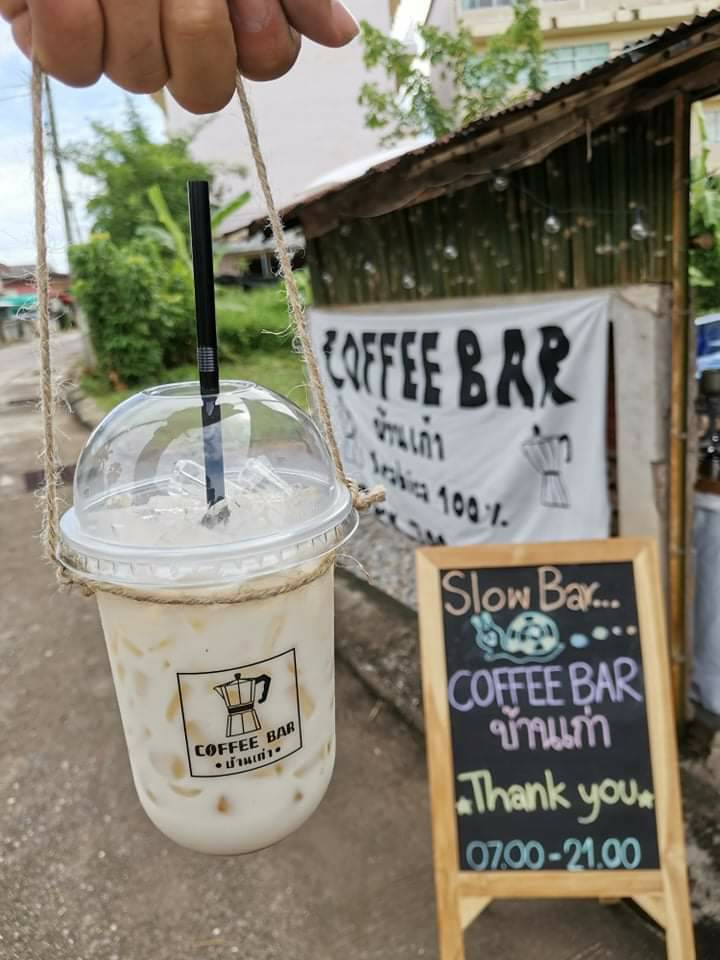 COFFEE BAR
บ้านเก่า
Arabica 100%
Slow Bar...
COFFEE BAR
บ้านเก่า
Thank you
07.00-21.00
COFFEE BAR
• บ้านเก่า •